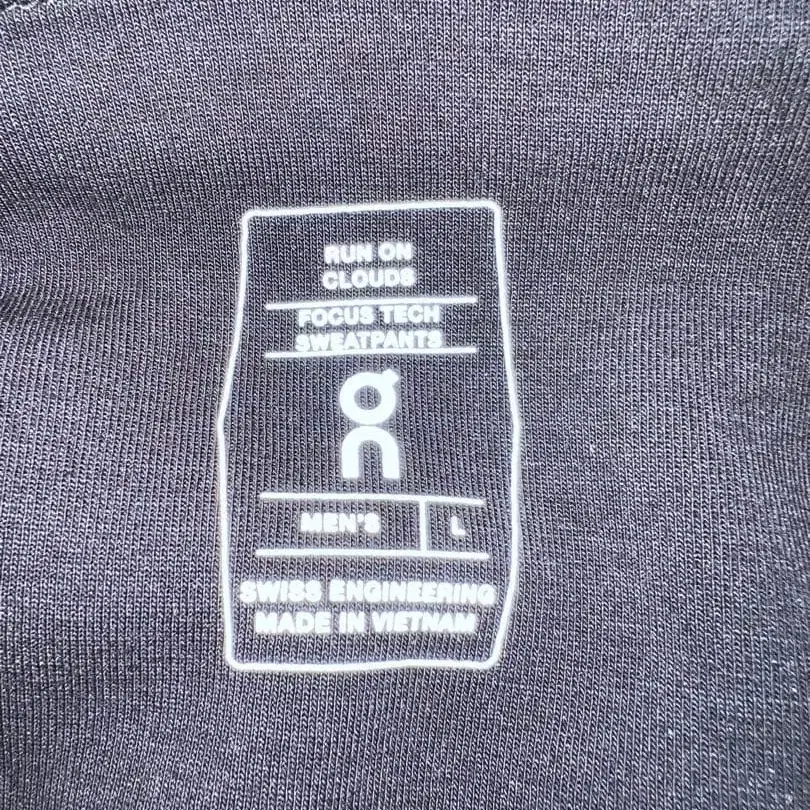 RUN ON
CLOUDS
FOCUS TECH
SWEATPANTS
on
MEN'S L
SWISS ENGINEERING
MADE IN VIETNAM